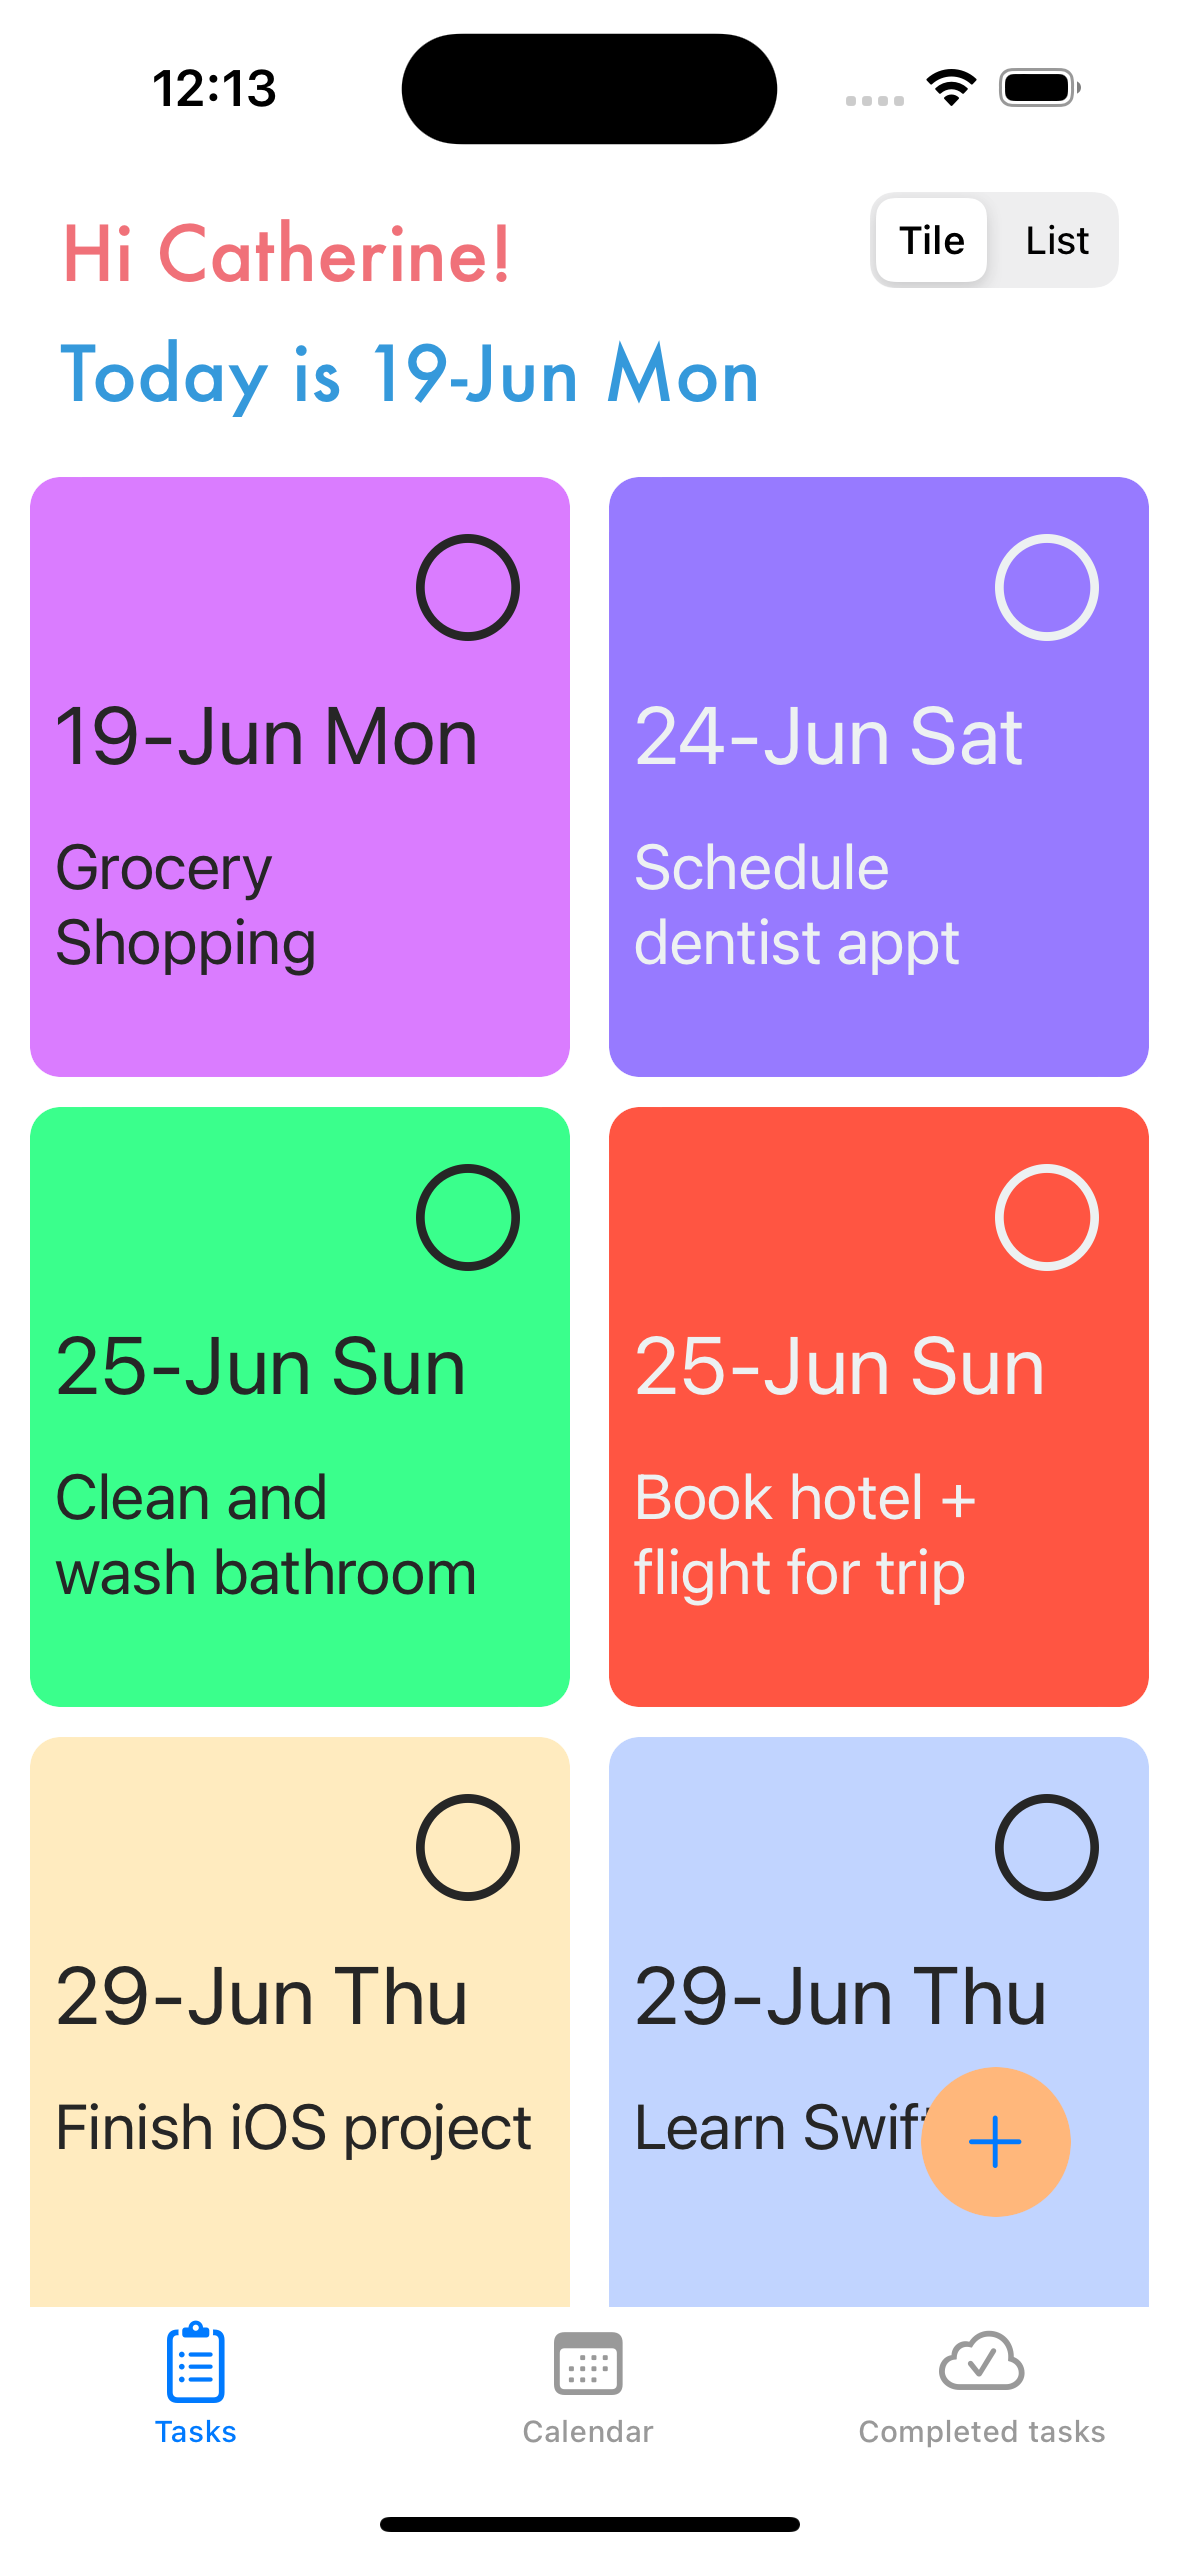 12:13
Hi Catherine!
Tile
List
Today is 19-Jun Mon
19-Jun Mon
Grocery
Shopping
24-Jun Sat
Schedule
dentist appt
25-Jun Sun
Clean and
wash bathroom
25-Jun Sun
Book hotel +
flight for trip
29-Jun Thu
Finish iOS project
29-Jun Thu
Learn
Tasks
Calendar
Completed tasks